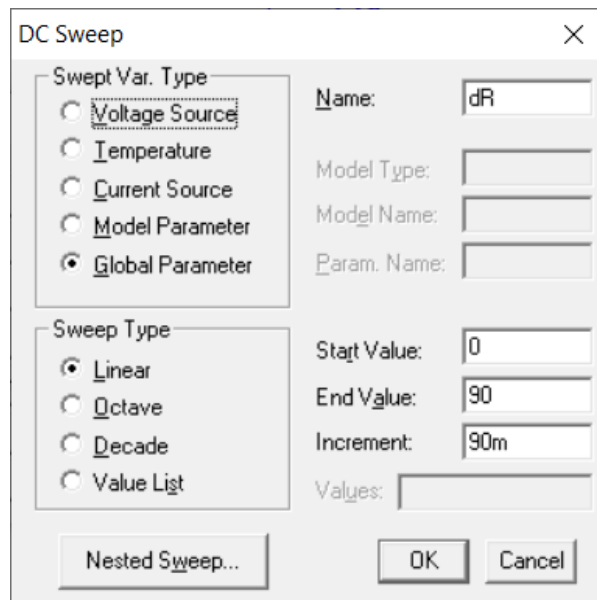 DC Sweep
Swept Var. Type
Voltage Source
Temperature
Current Source
Model Parameter
Global Parameter
Name: dR
Model Type:
Model Name:
Param. Name:
Sweep Type
Linear
Octave
Decade
Value List
Start Value: 0
End Value: 90
Increment: 90m
Values:
Nested Sweep...
OK
Cancel